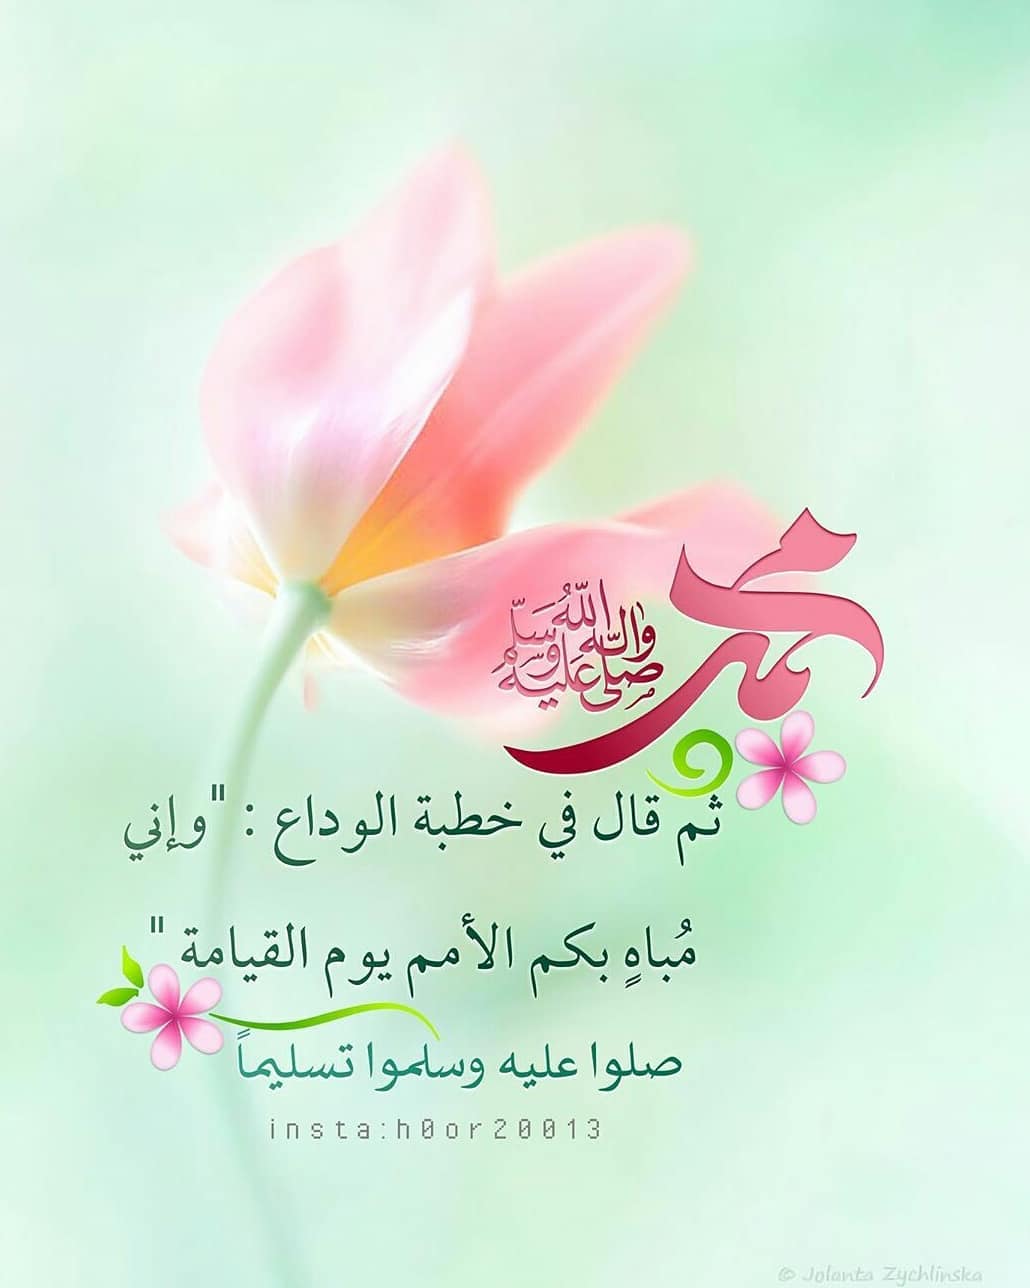 محمد
صلى الله عليه وآله وسلم
ثم قال في خطبة الوداع : "وإني
مُباهٍ بكم الأمم يوم القيامة "
صلوا عليه وسلموا تسليماً
insta:h0or20013
© Jolanta Zychlinska